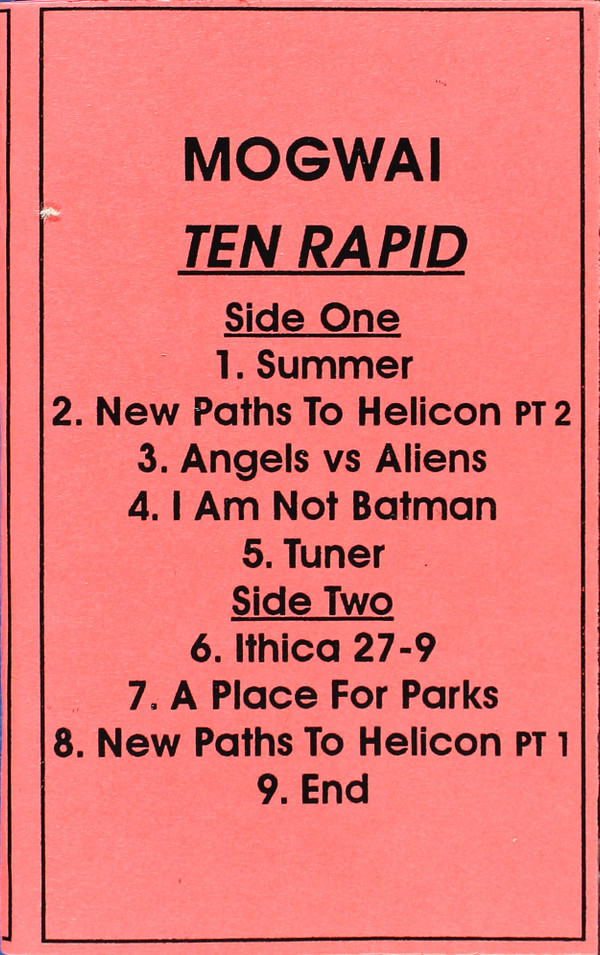 MOGWAI
TEN RAPID
Side One
1. Summer
2. New Paths To Helicon PT 2
3. Angels vs Aliens
4. I Am Not Batman
5. Tuner
Side Two
6. Ithica 27-9
7. A Place For Parks
8. New Paths To Helicon PT 1
9. End